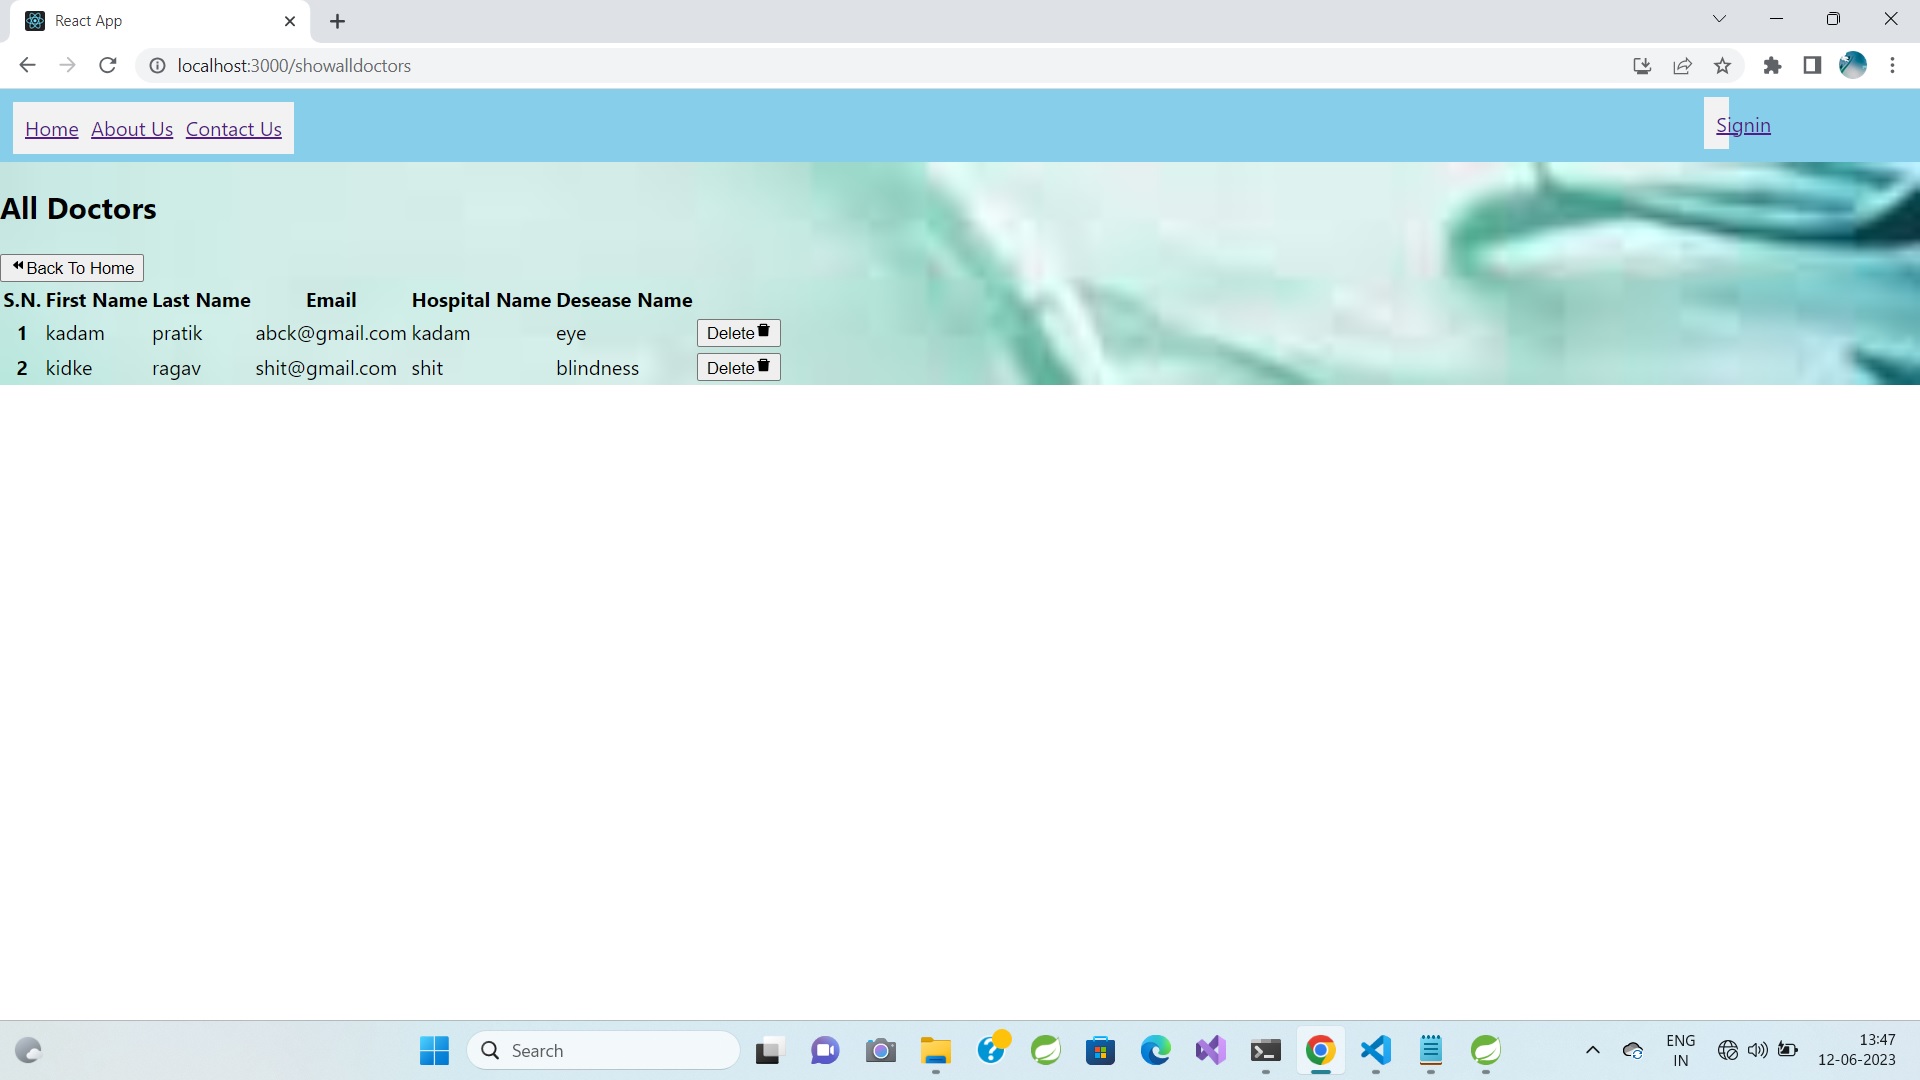 React App
localhost:3000/showalldoctors
Home About Us Contact Us Signin
All Doctors
Back To Home
S.N. First Name Last Name Email Hospital Name Desease Name
1 kadam pratik abck@gmail.com kadam eye Delete
2 kidke ragav shit@gmail.com shit blindness Delete
Search
ENG
IN
13:47
12-06-2023